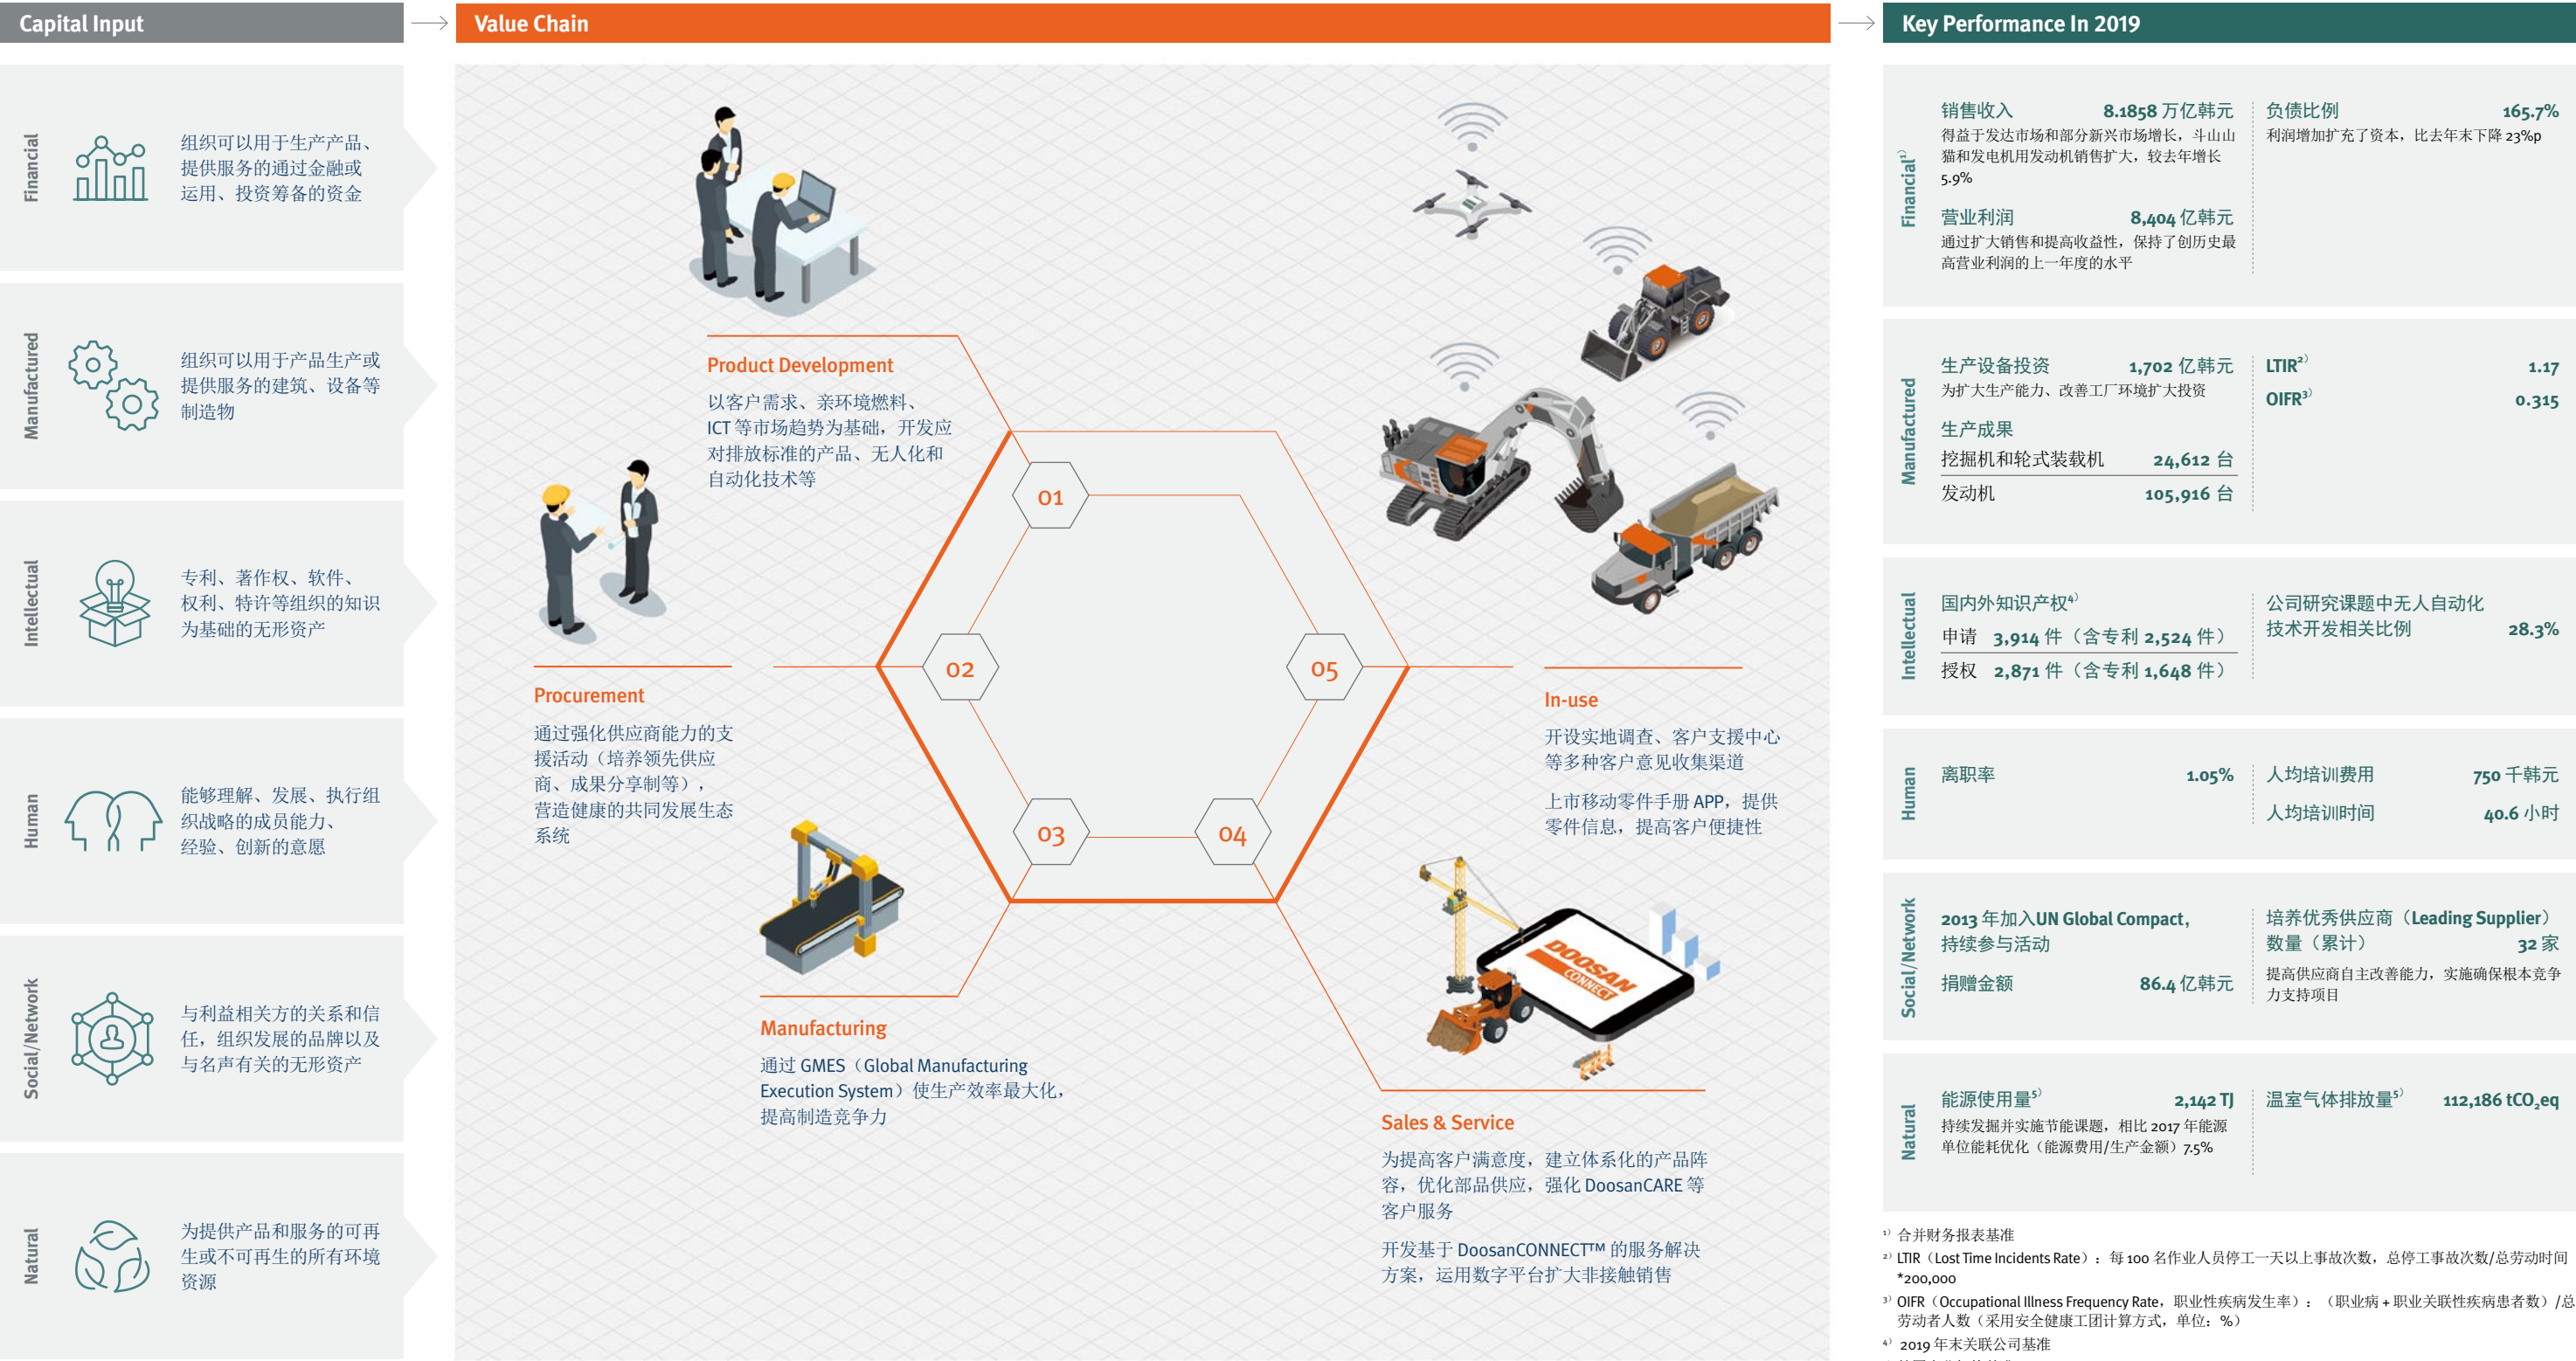 Capital Input
Value Chain
Key Performance In 2019
Financial
组织可以用于生产产品、
提供服务的通过金融或
运用、投资筹备的资金
Manufactured
组织可以用于产品生产或
提供服务的建筑、设备等
制造物
Intellectual
专利、著作权、软件、
权利、特许等组织的知识
为基础的无形资产
Human
能够理解、发展、执行组
织战略的成员能力、
经验、创新的意愿
Social/Network
与利益相关方的关系和信
任，组织发展的品牌以及
与名声有关的无形资产
Natural
为提供产品和服务的可再
生或不可再生的所有环境
资源
Product Development
以客户需求、亲环境燃料、
ICT 等市场趋势为基础，开发应
对排放标准的产品、无人化和
自动化技术等
01
02
03
04
05
Procurement
通过强化供应商能力的支
援活动（培养领先供应
商、成果分享制等），
营造健康的共同发展生态
系统
Manufacturing
通过 GMES（Global Manufacturing
Execution System）使生产效率最大化，
提高制造竞争力
DOOSAN
CONNECT
Sales & Service
为提高客户满意度，建立体系化的产品阵
容，优化部品供应，强化 DoosanCARE 等
客户服务
开发基于 DoosanCONNECT™ 的服务解决
方案，运用数字平台扩大非接触销售
In-use
开设实地调查、客户支援中心
等多种客户意见收集渠道
上市移动零件手册 APP，提供
零件信息，提高客户便捷性
Financial¹⁾
销售收入 8.1858 万亿韩元
得益于发达市场和部分新兴市场增长，斗山山
猫和发电机用发动机销售扩大，较去年增长
5.9%
营业利润 8,404 亿韩元
通过扩大销售和提高收益性，保持了创历史最
高营业利润的上一年度的水平
负债比例 165.7%
利润增加扩充了资本，比去年末下降 23%p
Manufactured
生产设备投资 1,702 亿韩元
为扩大生产能力、改善工厂环境扩大投资
生产成果
挖掘机和轮式装载机 24,612 台
发动机 105,916 台
LTIR²⁾ 1.17
OIFR³⁾ 0.315
Intellectual
国内外知识产权⁴⁾
申请 3,914 件（含专利 2,524 件）
授权 2,871 件（含专利 1,648 件）
公司研究课题中无人自动化
技术开发相关比例 28.3%
Human
离职率 1.05%
人均培训费用 750 千韩元
人均培训时间 40.6 小时
Social/Network
2013 年加入UN Global Compact，
持续参与活动
捐赠金额 86.4 亿韩元
培养优秀供应商（Leading Supplier）
数量（累计） 32 家
提高供应商自主改善能力，实施确保根本竞争
力支持项目
Natural
能源使用量⁵⁾ 2,142 TJ
持续发掘并实施节能课题，相比 2017 年能源
单位能耗优化（能源费用/生产金额）7.5%
温室气体排放量⁵⁾ 112,186 tCO₂eq
¹⁾ 合并财务报表基准
²⁾ LTIR（Lost Time Incidents Rate）：每 100 名作业人员停工一天以上事故次数，总停工事故次数/总劳动时间
*200,000
³⁾ OIFR（Occupational Illness Frequency Rate，职业性疾病发生率）：（职业病 + 职业关联性疾病患者数）/总
劳动者人数（采用安全健康工团计算方式，单位：%）
⁴⁾ 2019 年末关联公司基准